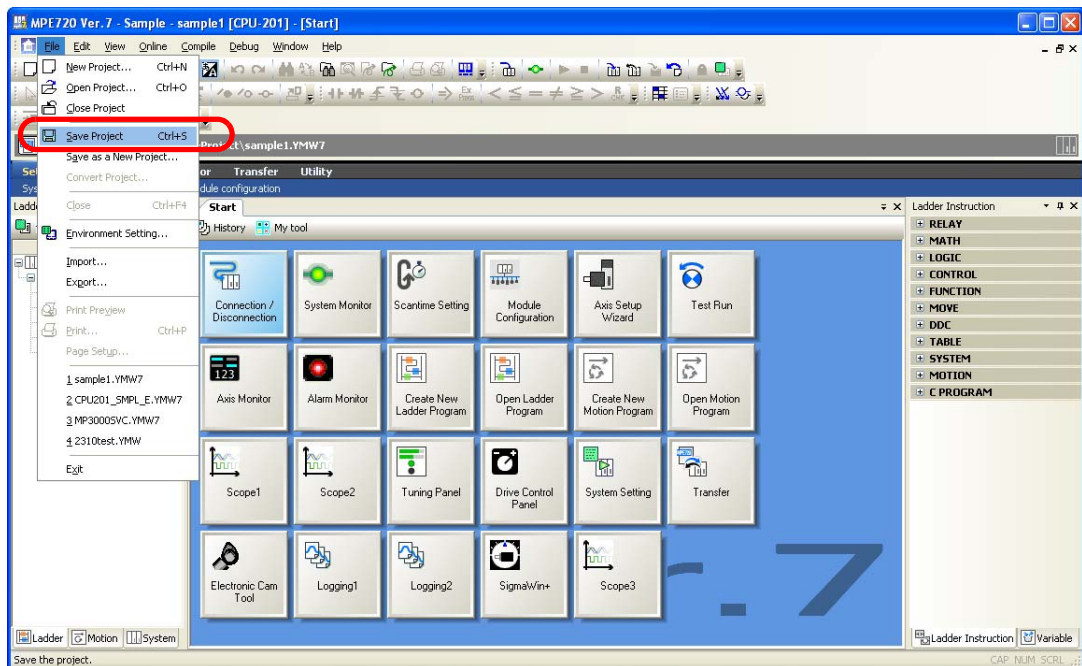 MPE720 Ver. 7 - Sample - sample1 [CPU-201] - [Start]
File Edit View Online Compile Debug Window Help
New Project... Ctrl+N
Open Project... Ctrl+O
Close Project
Save Project Ctrl+S
Save as a New Project...
Convert Project...
Close Ctrl+F4
Environment Setting...
Import...
Export...
Print Preview
Print... Ctrl+P
Page Setup...
1 sample1.YMW7
2 CPU201_SMPL_E.YMW7
3 MP3000SVC.YMW7
4 2310test.YMW
Exit
Project\sample1.YMW7
Transfer Utility
dule configuration
Start
History My tool
Connection / Disconnection
System Monitor
Scantime Setting
Module Configuration
Axis Setup Wizard
Test Run
123
Axis Monitor
Alarm Monitor
Create New Ladder Program
Open Ladder Program
Create New Motion Program
Open Motion Program
Scope1
Scope2
Tuning Panel
Drive Control Panel
System Setting
Transfer
Electronic Cam Tool
Logging1
Logging2
SigmaWin+
Scope3
r.7
Ladder Instruction
RELAY
MATH
LOGIC
CONTROL
FUNCTION
MOVE
DDC
TABLE
SYSTEM
MOTION
C PROGRAM
Ladder Motion System
Ladder Instruction Variable
Save the project.
CAP NUM SCRL